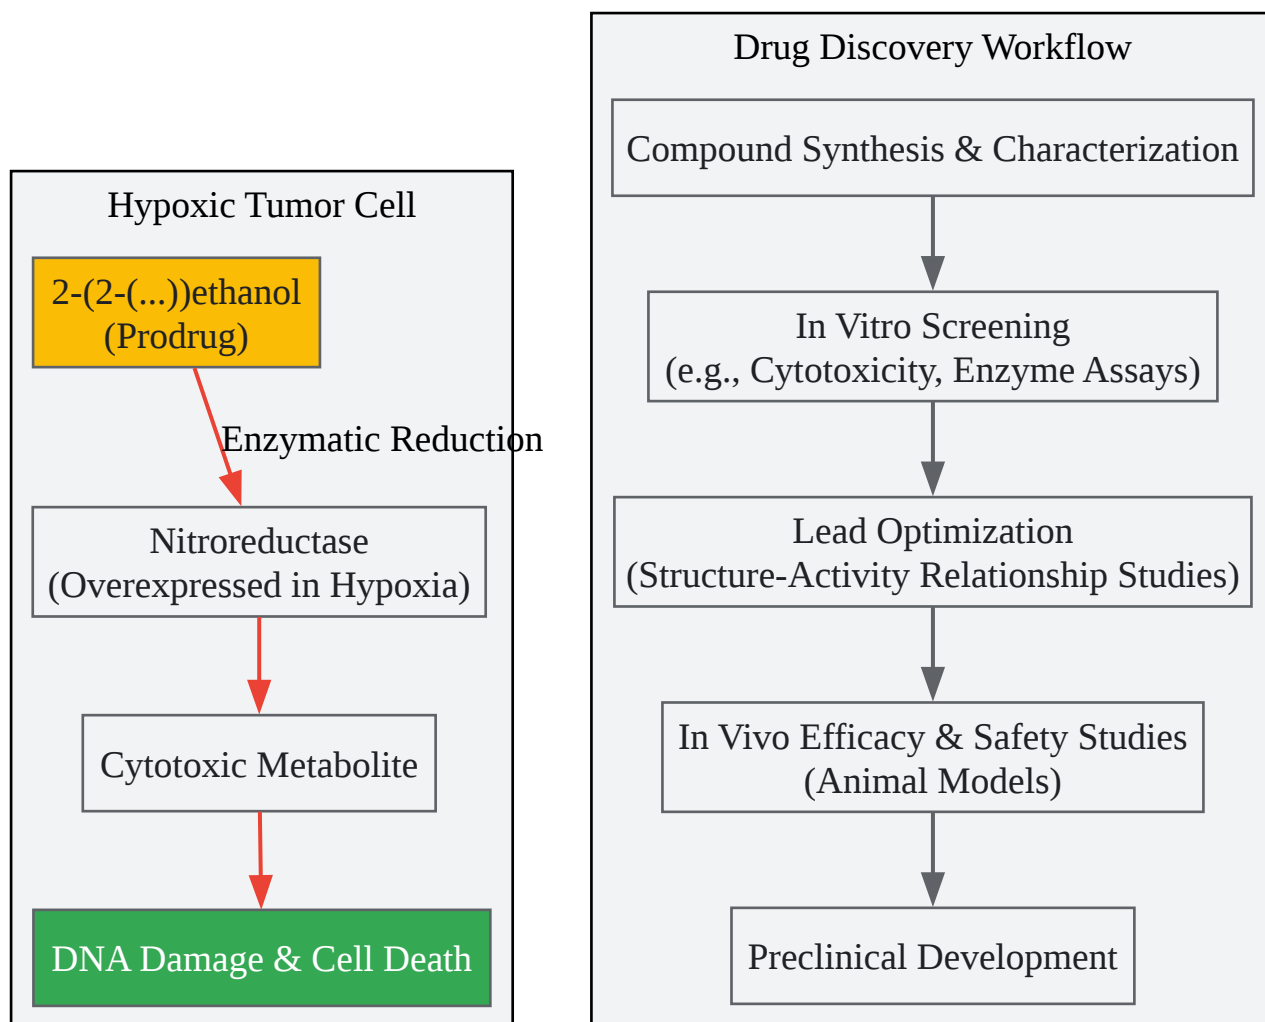 Hypoxic Tumor Cell
2-(2-(...))ethanol
(Prodrug)
Enzymatic Reduction
Nitroreductase
(Overexpressed in Hypoxia)
Cytotoxic Metabolite
DNA Damage & Cell Death
Drug Discovery Workflow
Compound Synthesis & Characterization
In Vitro Screening
(e.g., Cytotoxicity, Enzyme Assays)
Lead Optimization
(Structure-Activity Relationship Studies)
In Vivo Efficacy & Safety Studies
(Animal Models)
Preclinical Development